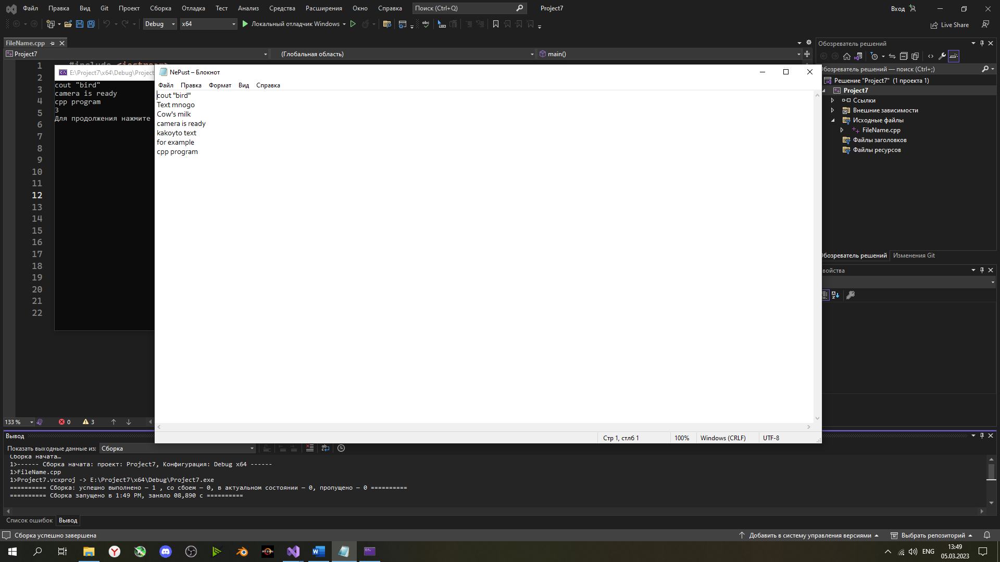 Файл Правка Вид Git Проект Сборка Отладка Тест Анализ Средства Расширения Окно Справка Поиск (Ctrl+Q) Project7 Вход
Debug x64 Локальный отладчик Windows Live Share
FileName.cpp
Project7 (Глобальная область) main()
1 #include <iostream>
2
3
4
5
6
7
8
9
10
11
12
13
14
15
16
17
18
19
20
21
22
E:\Project7\x64\Debug\Project
cout "bird"
camera is ready
cpp program
3
Для продолжения нажмите
NePust – Блокнот
Файл Правка Формат Вид Справка
cout "bird"
Text mnogo
Cow's milk
camera is ready
kakoyto text
for example
cpp program
Стр 1, стлб 1 100% Windows (CRLF) UTF-8
Обозреватель решений
Обозреватель решений — поиск (Ctrl+;)
Решение "Project7" (1 проекта 1)
Project7
Ссылки
Внешние зависимости
Исходные файлы
FileName.cpp
Файлы заголовков
Файлы ресурсов
Обозреватель решений Изменения Git
войства
133 % 0 3
Вывод
Показать выходные данные из: Сборка
Сборка начата…
1>------ Сборка начата: проект: Project7, Конфигурация: Debug x64 ------
1>FileName.cpp
1>Project7.vcxproj -> E:\Project7\x64\Debug\Project7.exe
========== Сборка: успешно выполнено — 1 , со сбоем — 0, в актуальном состоянии — 0, пропущено — 0 ==========
========== Сборка запущено в 1:49 PM, заняло 08,890 с ==========
Список ошибок Вывод
Сборка успешно завершена Добавить в систему управления версиями Выбрать репозиторий
RYZEN ENG 13:49
05.03.2023